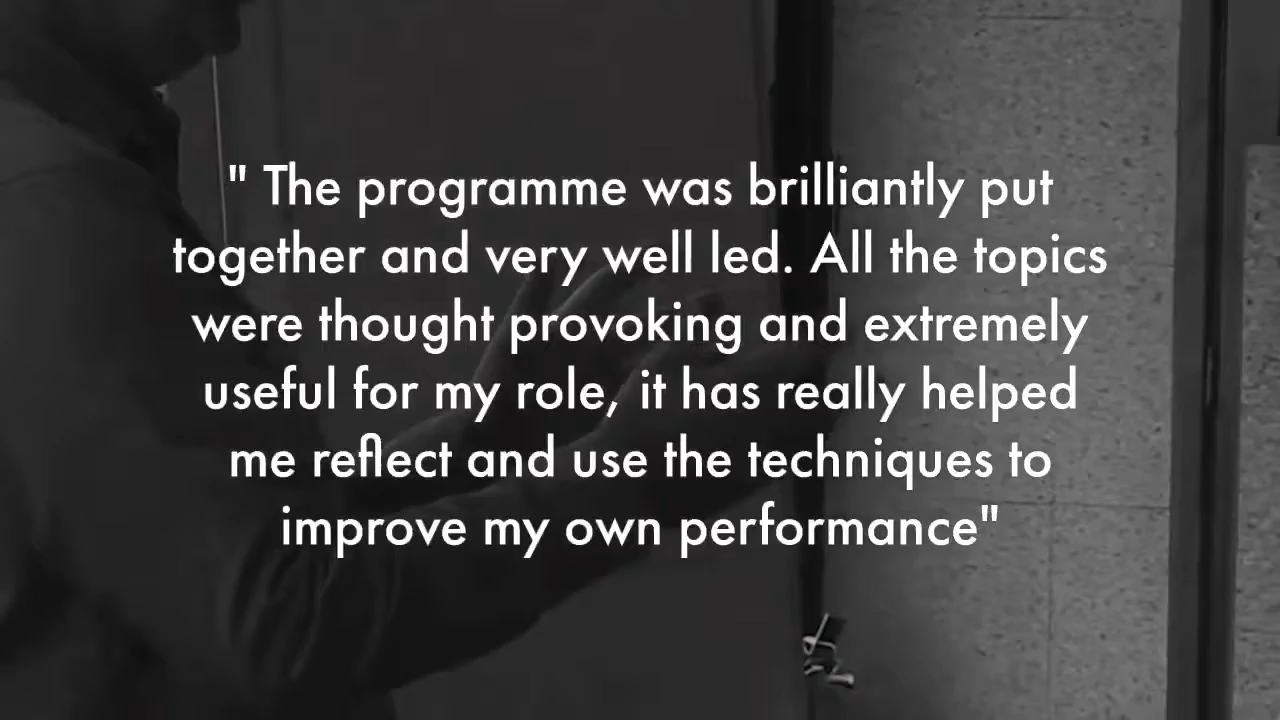 " The programme was brilliantly put
together and very well led. All the topics
were thought provoking and extremely
useful for my role, it has really helped
me reflect and use the techniques to
improve my own performance"